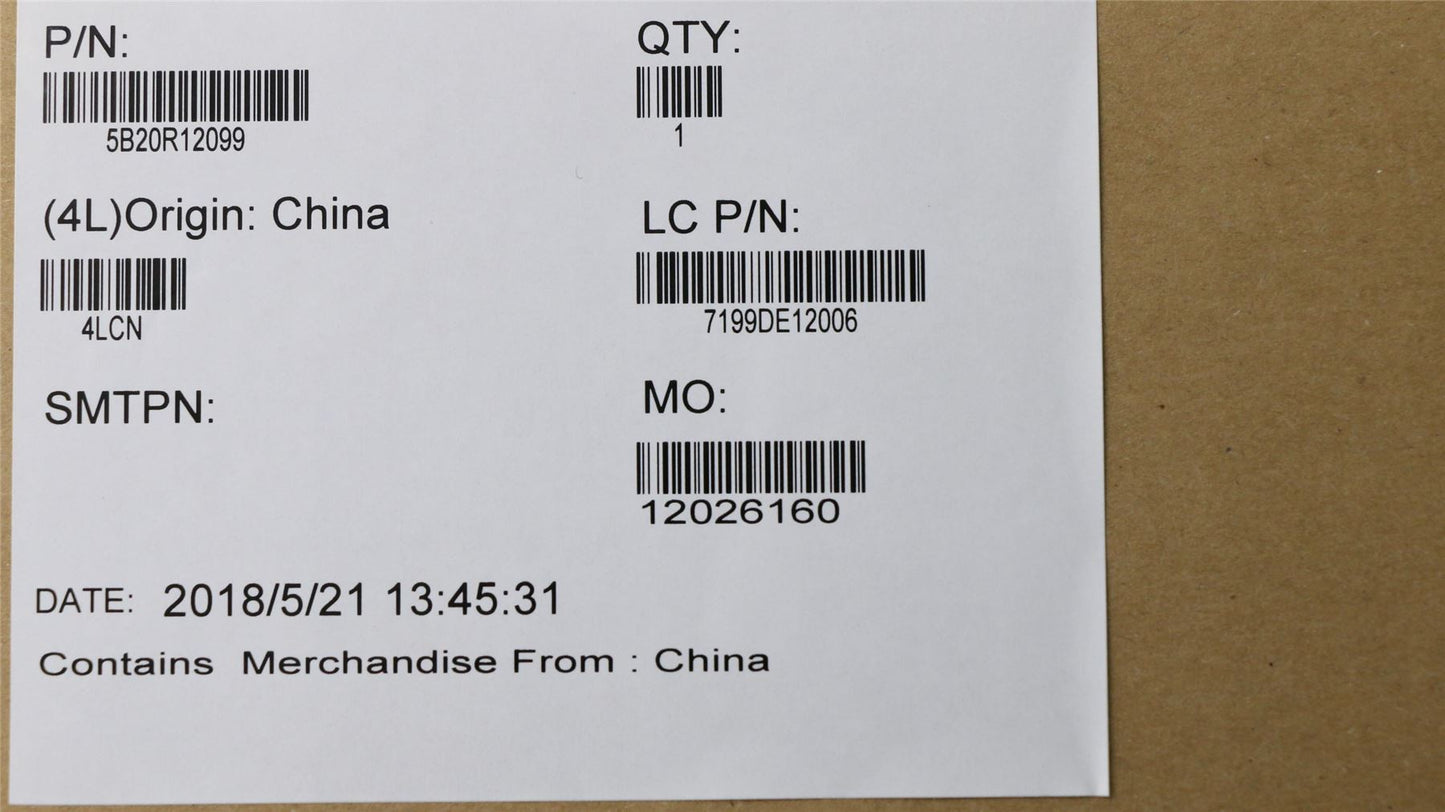 P/N:
5B20R12099
QTY:
1
(4L)Origin: China
4LCN
LC P/N:
7199DE12006
SMTPN:
MO:
12026160
DATE: 2018/5/21 13:45:31
Contains Merchandise From : China